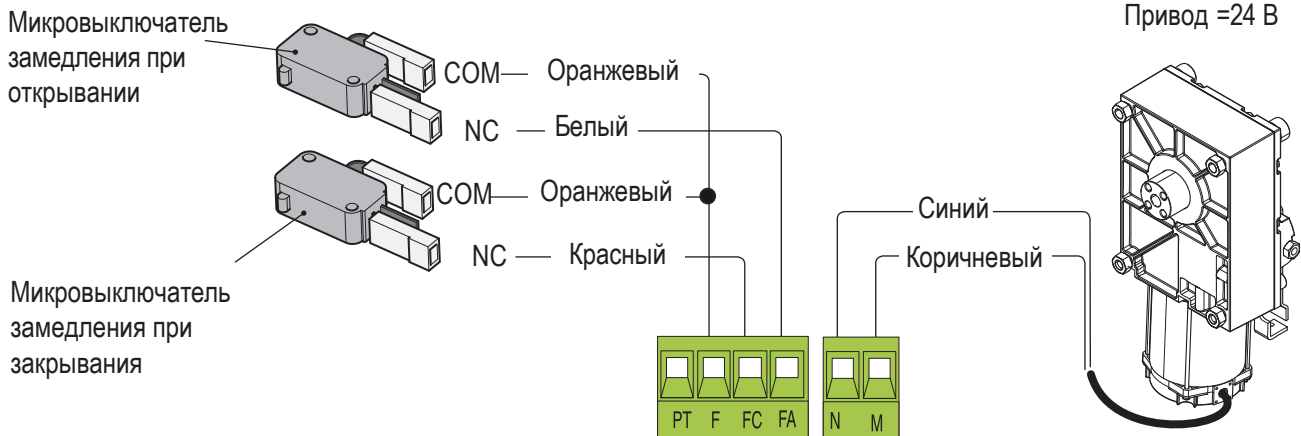 Микровыключатель
замедления при
открывании
Привод =24 В
COM Оранжевый
NC Белый
COM Оранжевый
NC Красный
Микровыключатель
замедления при
закрывания
Синий
Коричневый
PT F FC FA N M